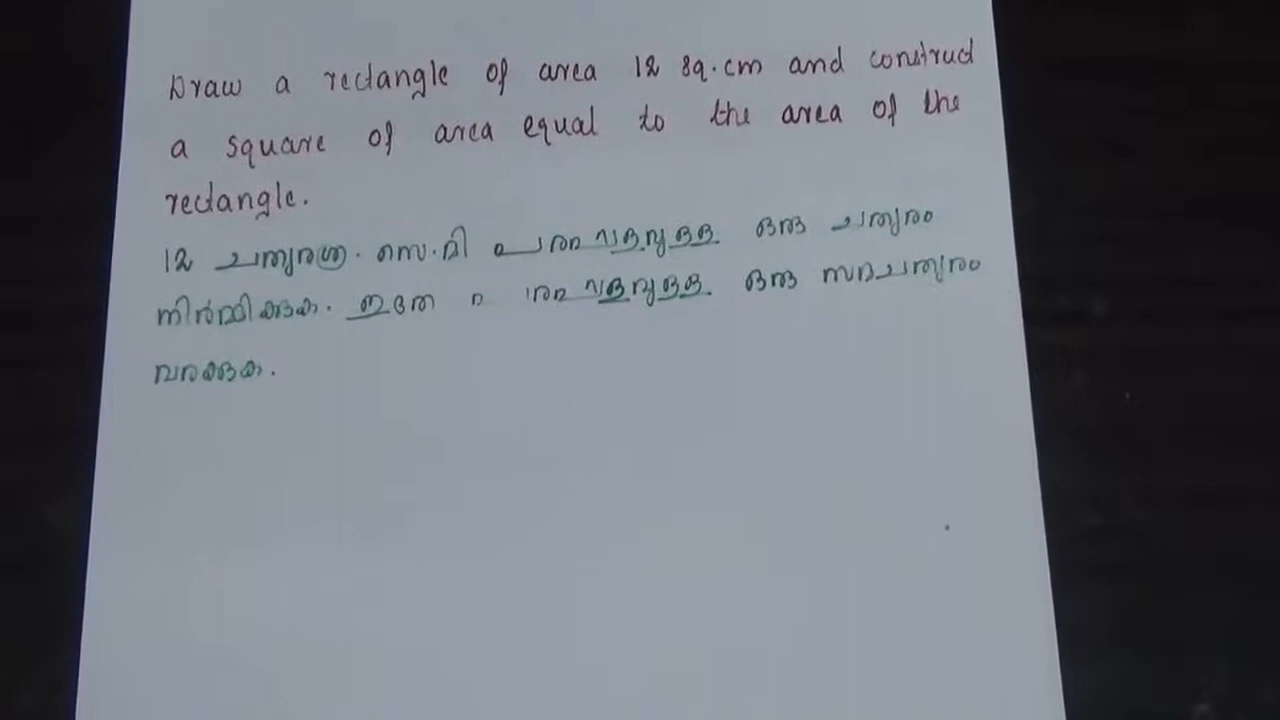 Draw a rectangle of area 12 sq.cm and construct
a square of area equal to the area of the
rectangle.
12 ചതുരശ്ര. സെ.മി പരപ്പളവുള്ള ഒരു ചതുരം
നിർമ്മിക്കുക. ഇതേ പരപ്പളവുള്ള ഒരു സമചതുരം
വരക്കുക.